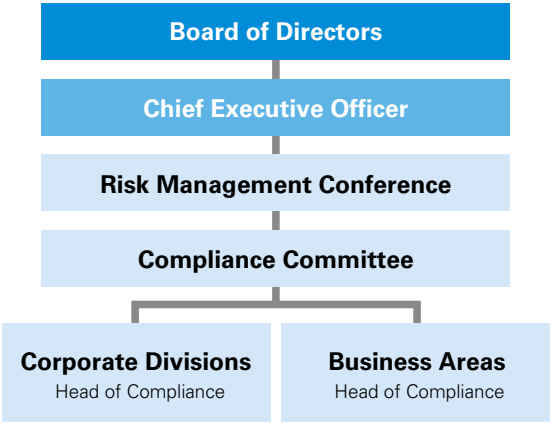 Board of Directors
Chief Executive Officer
Risk Management Conference
Compliance Committee
Corporate Divisions
Head of Compliance
Business Areas
Head of Compliance